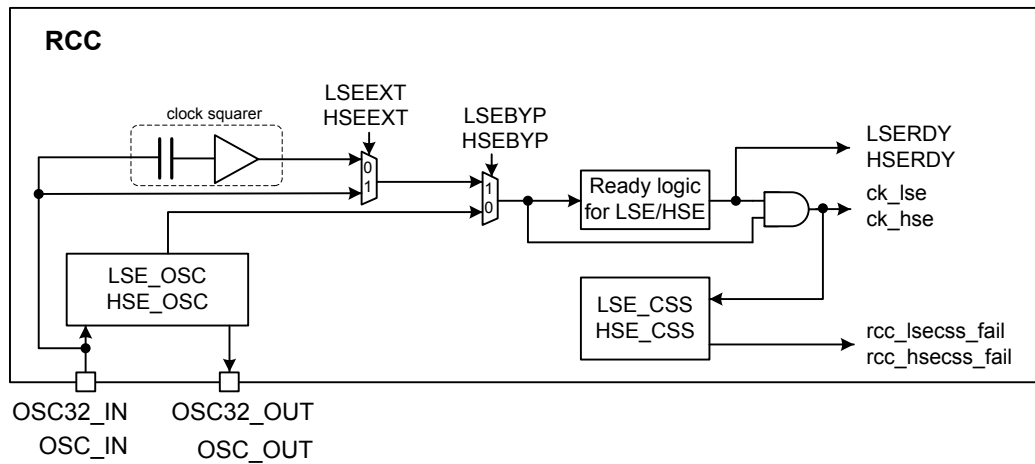 RCC
clock squarer
LSEEXT
HSEEXT
0
1
LSEBYP
HSEBYP
1
0
Ready logic
for LSE/HSE
LSERDY
HSERDY
ck_lse
ck_hse
LSE_OSC
HSE_OSC
LSE_CSS
HSE_CSS
rcc_lsecss_fail
rcc_hsecss_fail
OSC32_IN
OSC_IN
OSC32_OUT
OSC_OUT